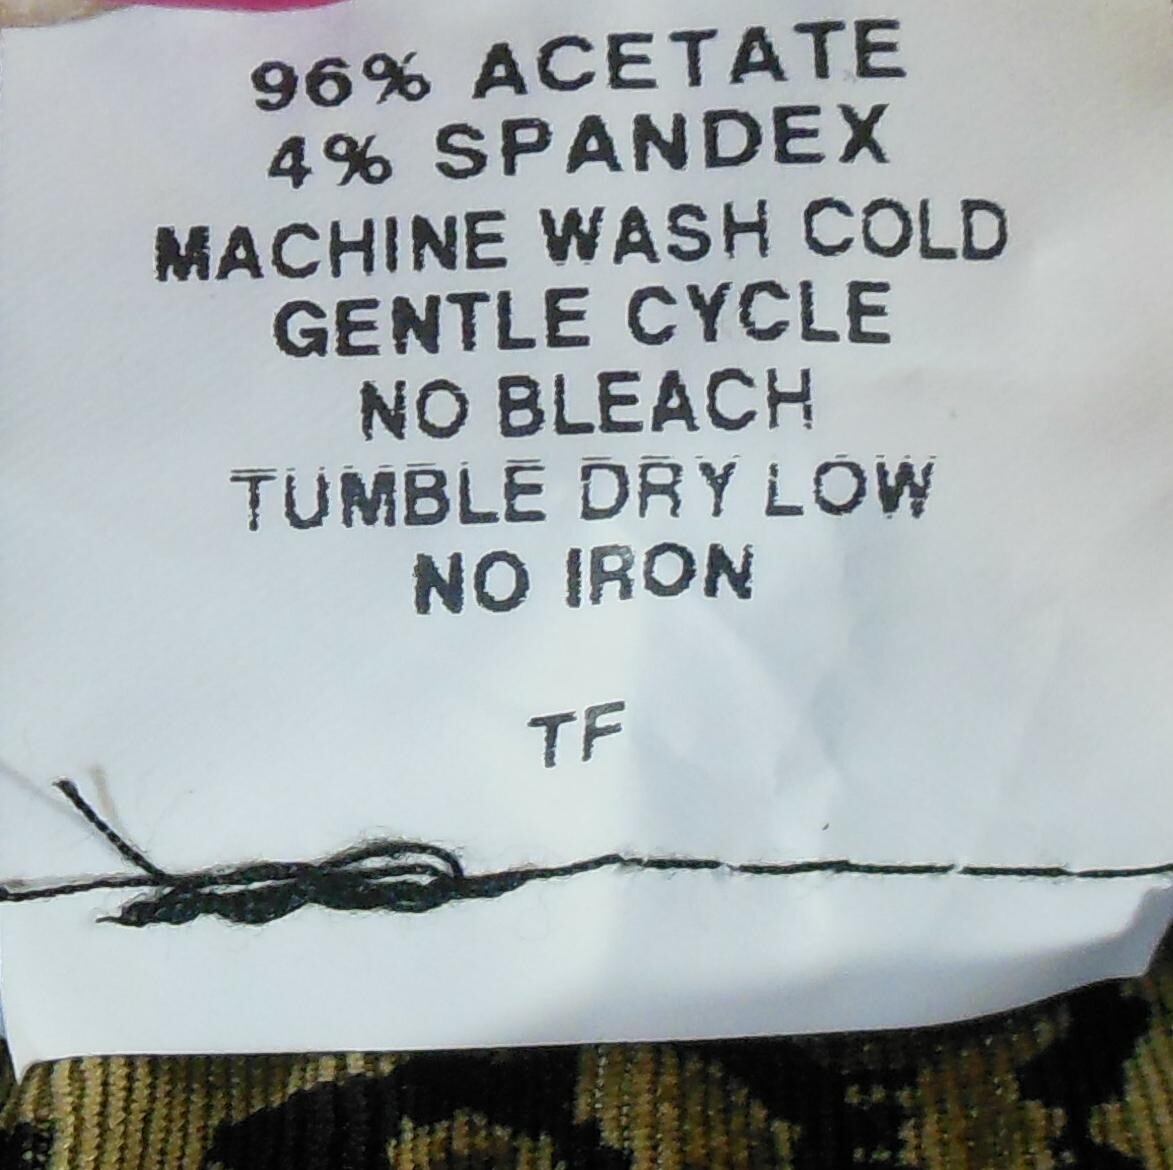 96% ACETATE
4% SPANDEX
MACHINE WASH COLD
GENTLE CYCLE
NO BLEACH
TUMBLE DRY LOW
NO IRON
TF